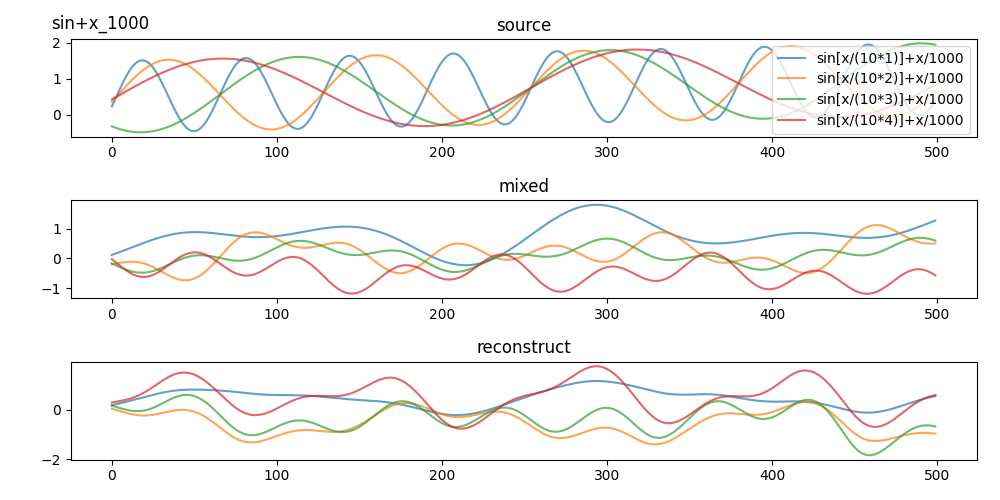 sin+x_1000
source
2
1
0
sin[x/(10*1)]+x/1000
sin[x/(10*2)]+x/1000
sin[x/(10*3)]+x/1000
sin[x/(10*4)]+x/1000
0 100 200 300 400 500
mixed
1
0
−1
0 100 200 300 400 500
reconstruct
0
−2
0 100 200 300 400 500